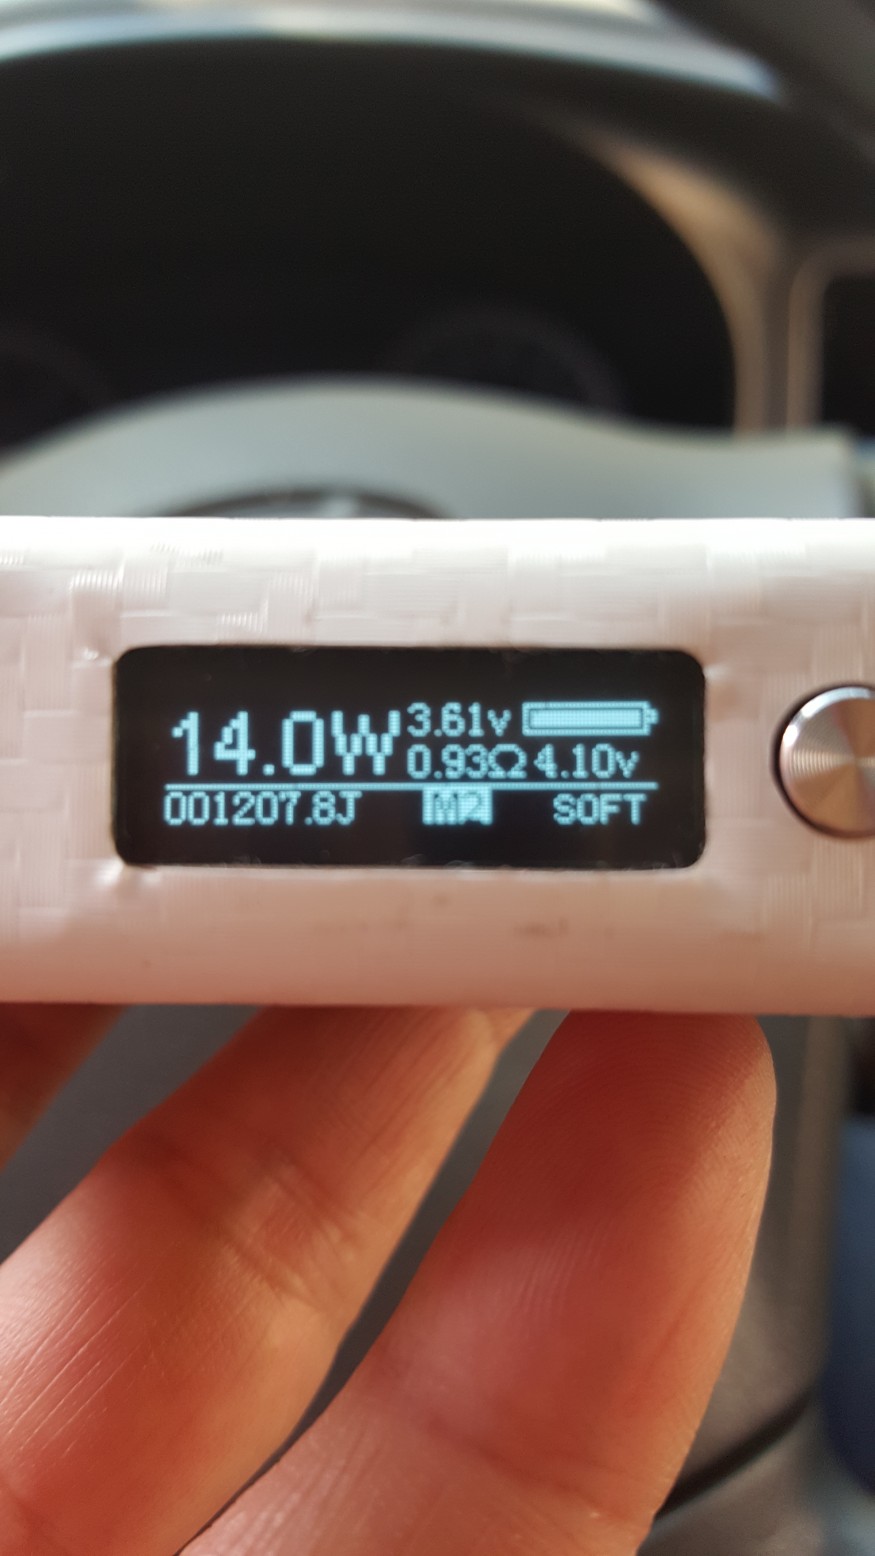 14.0W 3.61v
0.93Ω 4.10v
001207.8J M2 SOFT